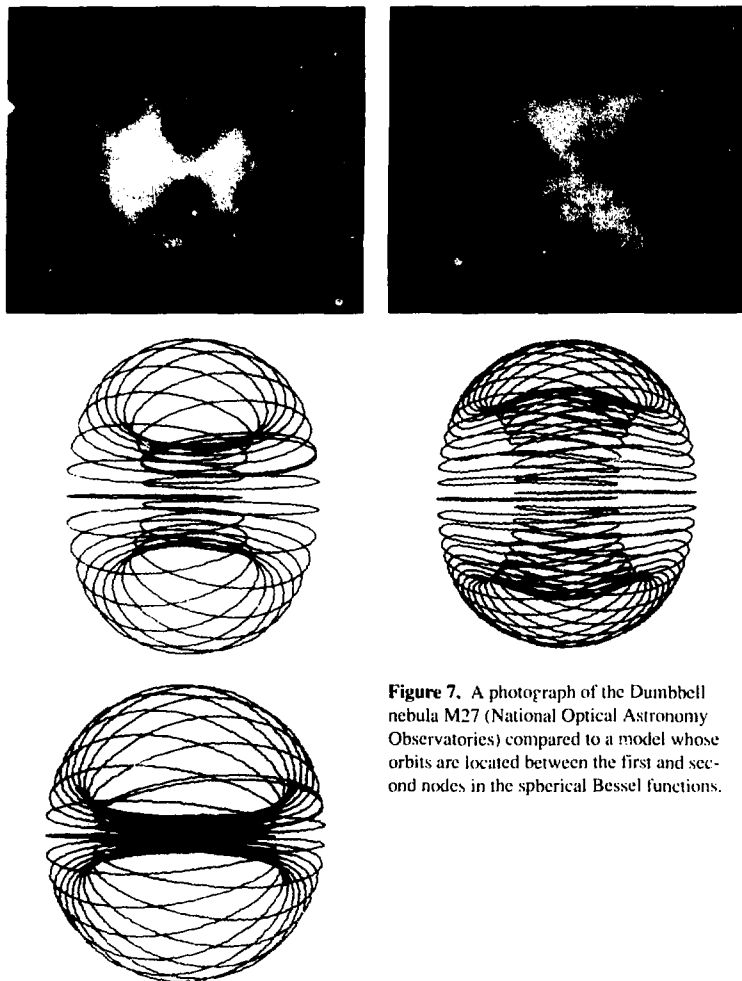 Figure 7. A photograph of the Dumbbell
nebula M27 (National Optical Astronomy
Observatories) compared to a model whose
orbits are located between the first and sec-
ond nodes in the spherical Bessel functions.